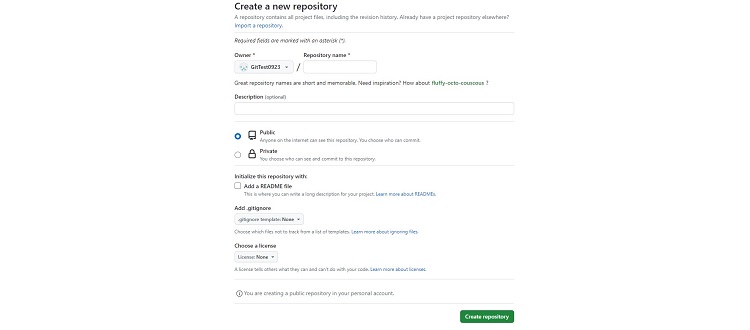 Create a new repository
A repository contains all project files, including the revision history. Already have a project repository elsewhere?
Import a repository.
Required fields are marked with an asterisk (*).
Owner * Repository name *
GitTest0923 /
Great repository names are short and memorable. Need inspiration? How about fluffy-octo-couscous ?
Description (optional)
Public
Anyone on the internet can see this repository. You choose who can commit.
Private
You choose who can see and commit to this repository.
Initialize this repository with:
Add a README file
This is where you can write a long description for your project. Learn more about READMEs.
Add .gitignore
.gitignore template: None
Choose which files not to track from a list of templates. Learn more about ignoring files.
Choose a license
License: None
A license tells others what they can and can't do with your code. Learn more about licenses.
You are creating a public repository in your personal account.
Create repository